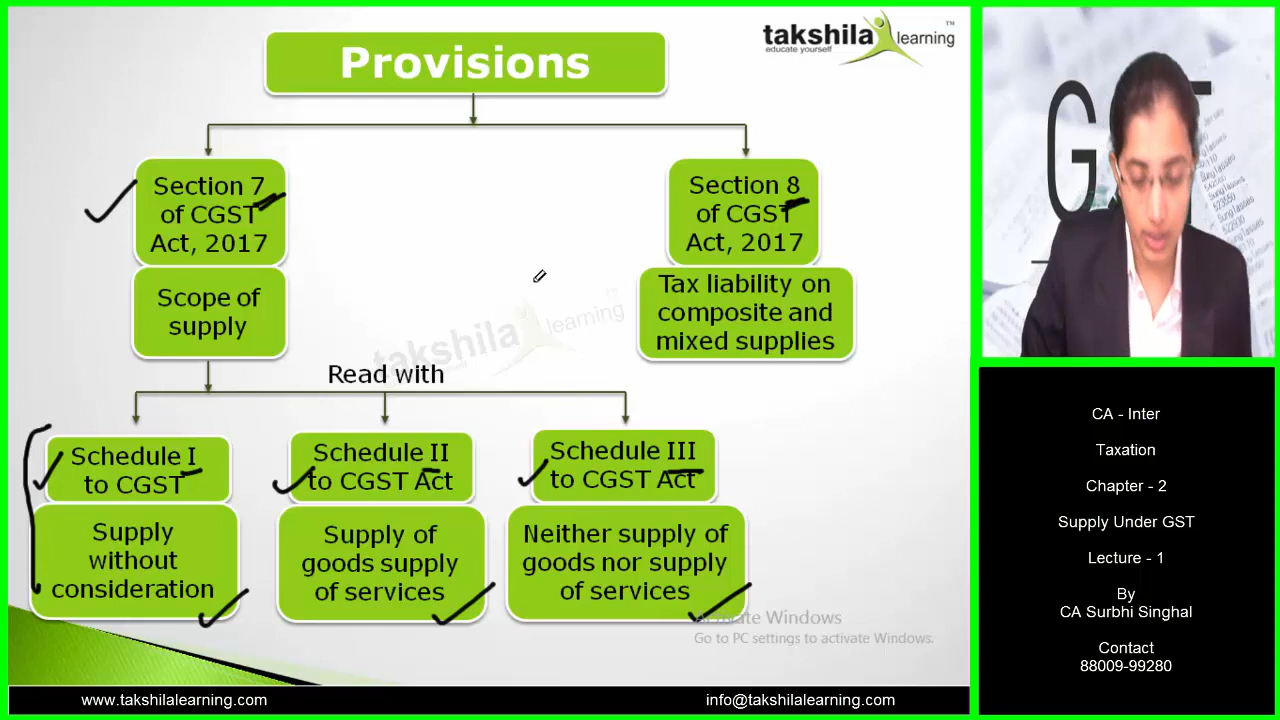 takshila learning
TM
educate yourself
Provisions
Section 7
of CGST
Act, 2017
Scope of
supply
Section 8
of CGST
Act, 2017
Tax liability on
composite and
mixed supplies
takshila learning
Read with
Schedule I
to CGST
Supply
without
consideration
Schedule II
to CGST Act
Supply of
goods supply
of services
Schedule III
to CGST Act
Neither supply of
goods nor supply
of services
Activate Windows
Go to PC settings to activate Windows.
www.takshilalearning.com
info@takshilalearning.com
CA - Inter
Taxation
Chapter - 2
Supply Under GST
Lecture - 1
By
CA Surbhi Singhal
Contact
88009-99280